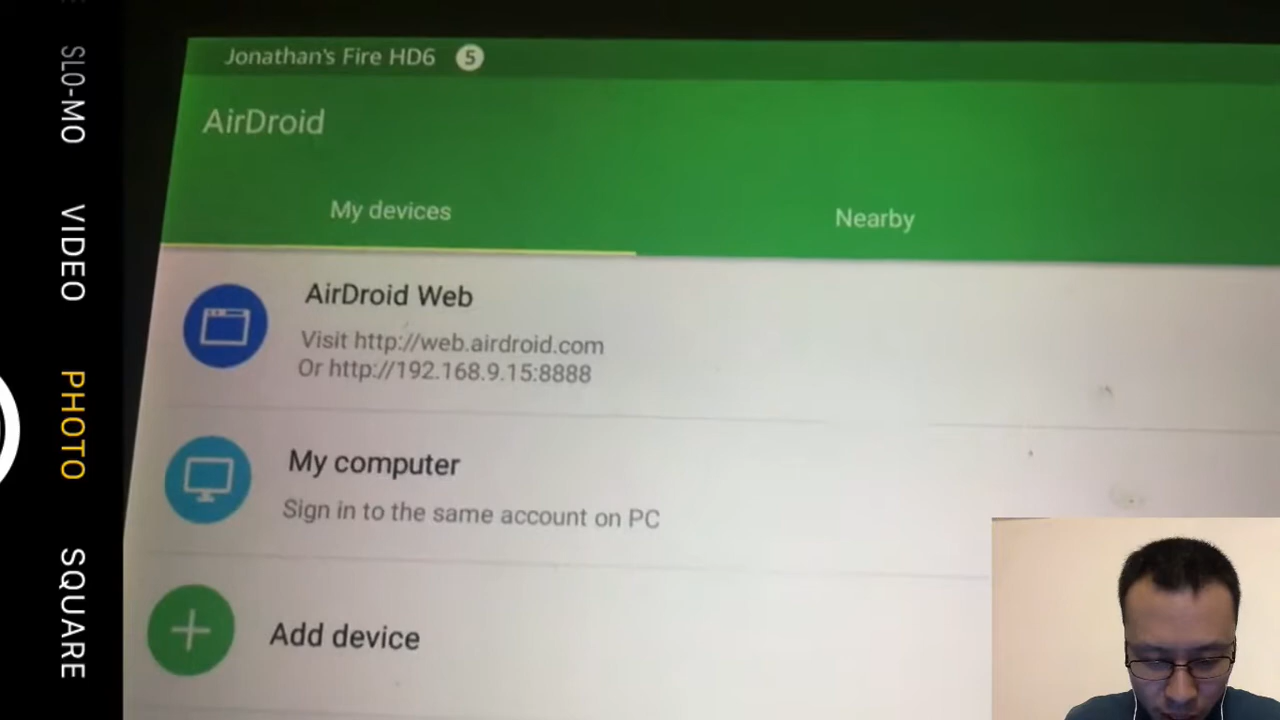 SLO-MO
VIDEO
PHOTO
SQUARE
Jonathan's Fire HD6 5
AirDroid
My devices
Nearby
AirDroid Web
Visit http://web.airdroid.com
Or http://192.168.9.15:8888
My computer
Sign in to the same account on PC
Add device